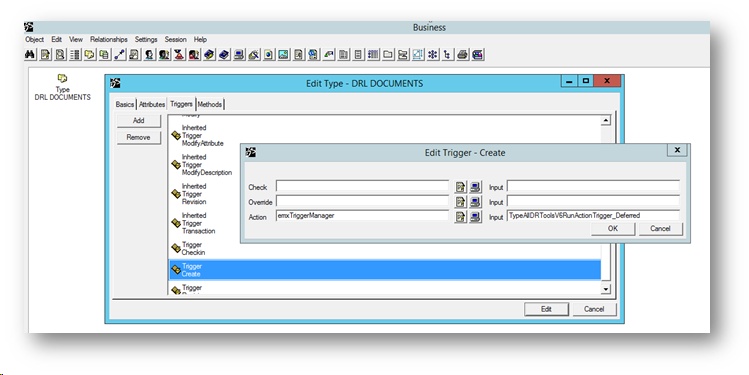 Business
Object Edit View Relationships Settings Session Help
Type
DRL DOCUMENTS
Edit Type - DRL DOCUMENTS
Basics Attributes Triggers Methods
Add
Remove
Inherited
Trigger
ModifyAttribute
Inherited
Trigger
ModifyDescription
Inherited
Trigger
Revision
Inherited
Trigger
Transaction
Trigger
Checkin
Trigger
Create
Trigger
Edit Cancel
Edit Trigger - Create
Check Input
Override Input
Action emxTriggerManager Input TypeAllDRToolsV6RunActionTrigger_Deferred
OK Cancel